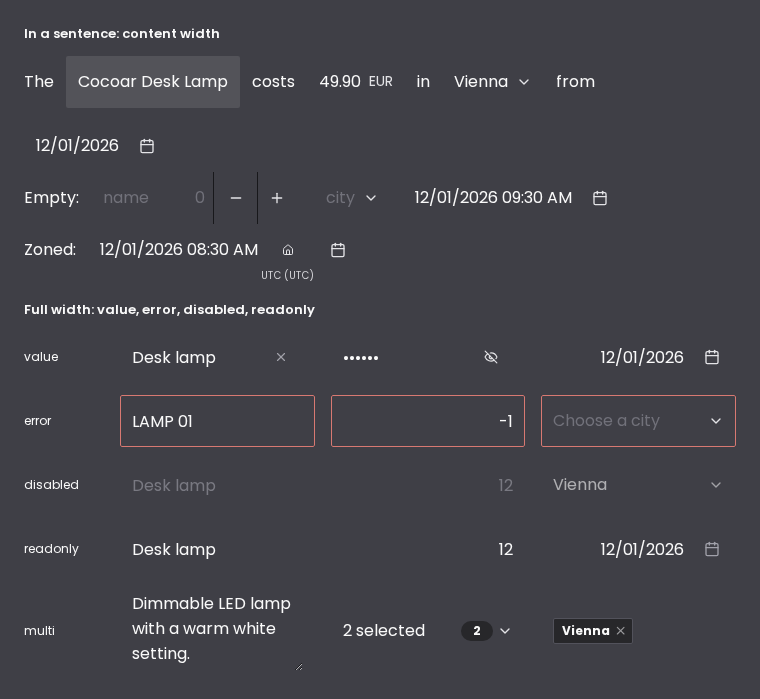 In a sentence: content width
The Cocoar Desk Lamp costs 49.90 EUR in Vienna from
12/01/2026
Empty: name 0 city 12/01/2026 09:30 AM
Zoned: 12/01/2026 08:30 AM
UTC (UTC)
Full width: value, error, disabled, readonly
value Desk lamp •••••• 12/01/2026
error LAMP 01 -1 Choose a city
disabled Desk lamp 12 Vienna
readonly Desk lamp 12 12/01/2026
Dimmable LED lamp
multi with a warm white 2 selected 2 Vienna
setting.